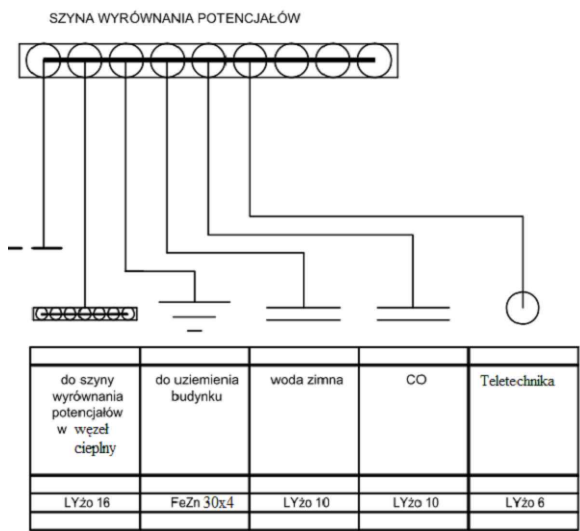 SZYNA WYRÓWNANIA POTENCJAŁÓW
do szyny
wyrównania
potencjałów
w węzeł
cieplny
do uziemienia
budynku
woda zimna
CO
Teletechnika
LYżo 16
FeZn 30x4
LYżo 10
LYżo 10
LYżo 6